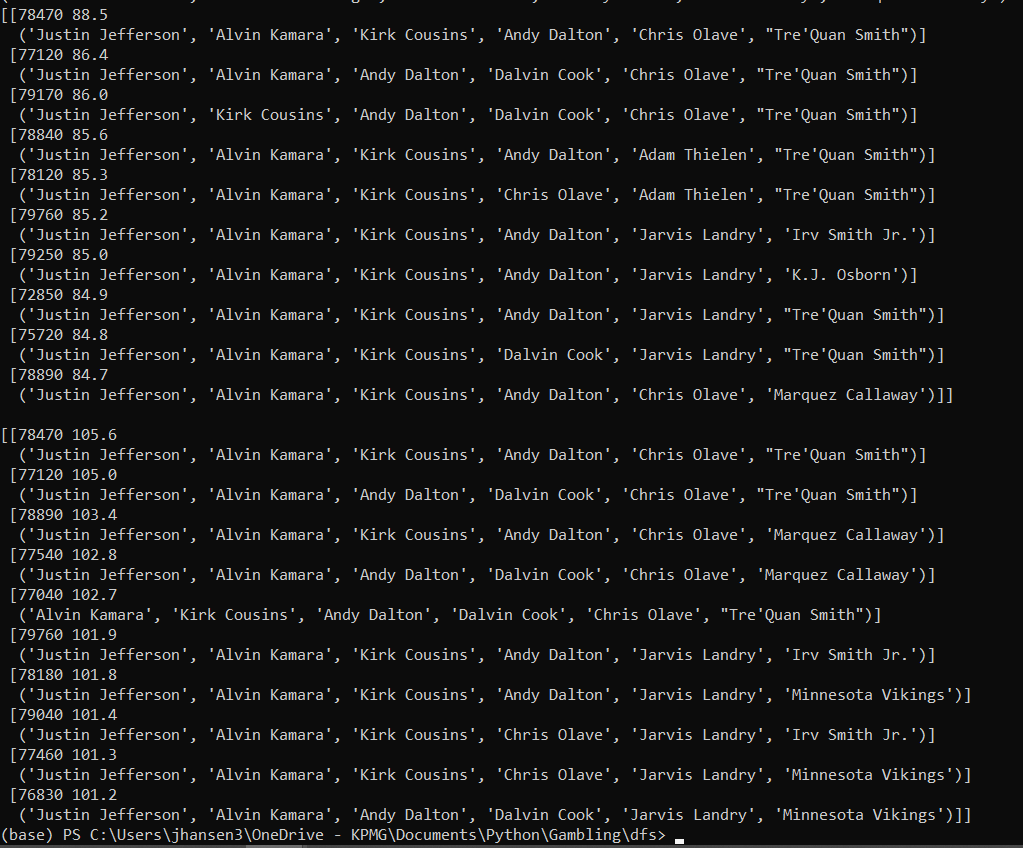 [[78470 88.5
('Justin Jefferson', 'Alvin Kamara', 'Kirk Cousins', 'Andy Dalton', 'Chris Olave', "Tre'Quan Smith")]
[77120 86.4
('Justin Jefferson', 'Alvin Kamara', 'Andy Dalton', 'Dalvin Cook', 'Chris Olave', "Tre'Quan Smith")]
[79170 86.0
('Justin Jefferson', 'Kirk Cousins', 'Andy Dalton', 'Dalvin Cook', 'Chris Olave', "Tre'Quan Smith")]
[78840 85.6
('Justin Jefferson', 'Alvin Kamara', 'Kirk Cousins', 'Andy Dalton', 'Adam Thielen', "Tre'Quan Smith")]
[78120 85.3
('Justin Jefferson', 'Alvin Kamara', 'Kirk Cousins', 'Chris Olave', 'Adam Thielen', "Tre'Quan Smith")]
[79760 85.2
('Justin Jefferson', 'Alvin Kamara', 'Kirk Cousins', 'Andy Dalton', 'Jarvis Landry', 'Irv Smith Jr.')]
[79250 85.0
('Justin Jefferson', 'Alvin Kamara', 'Kirk Cousins', 'Andy Dalton', 'Jarvis Landry', 'K.J. Osborn')]
[72850 84.9
('Justin Jefferson', 'Alvin Kamara', 'Kirk Cousins', 'Andy Dalton', 'Jarvis Landry', "Tre'Quan Smith")]
[75720 84.8
('Justin Jefferson', 'Alvin Kamara', 'Kirk Cousins', 'Dalvin Cook', 'Jarvis Landry', "Tre'Quan Smith")]
[78890 84.7
('Justin Jefferson', 'Alvin Kamara', 'Kirk Cousins', 'Andy Dalton', 'Chris Olave', 'Marquez Callaway')]]
[[78470 105.6
('Justin Jefferson', 'Alvin Kamara', 'Kirk Cousins', 'Andy Dalton', 'Chris Olave', "Tre'Quan Smith")]
[77120 105.0
('Justin Jefferson', 'Alvin Kamara', 'Andy Dalton', 'Dalvin Cook', 'Chris Olave', "Tre'Quan Smith")]
[78890 103.4
('Justin Jefferson', 'Alvin Kamara', 'Kirk Cousins', 'Andy Dalton', 'Chris Olave', 'Marquez Callaway')]
[77540 102.8
('Justin Jefferson', 'Alvin Kamara', 'Andy Dalton', 'Dalvin Cook', 'Chris Olave', 'Marquez Callaway')]
[77040 102.7
('Alvin Kamara', 'Kirk Cousins', 'Andy Dalton', 'Dalvin Cook', 'Chris Olave', "Tre'Quan Smith")]
[79760 101.9
('Justin Jefferson', 'Alvin Kamara', 'Kirk Cousins', 'Andy Dalton', 'Jarvis Landry', 'Irv Smith Jr.')]
[78180 101.8
('Justin Jefferson', 'Alvin Kamara', 'Kirk Cousins', 'Andy Dalton', 'Jarvis Landry', 'Minnesota Vikings')]
[79040 101.4
('Justin Jefferson', 'Alvin Kamara', 'Kirk Cousins', 'Chris Olave', 'Jarvis Landry', 'Irv Smith Jr.')]
[77460 101.3
('Justin Jefferson', 'Alvin Kamara', 'Kirk Cousins', 'Chris Olave', 'Jarvis Landry', 'Minnesota Vikings')]
[76830 101.2
('Justin Jefferson', 'Alvin Kamara', 'Andy Dalton', 'Dalvin Cook', 'Jarvis Landry', 'Minnesota Vikings')]]
(base) PS C:\Users\jhansen3\OneDrive - KPMG\Documents\Python\Gambling\dfs>